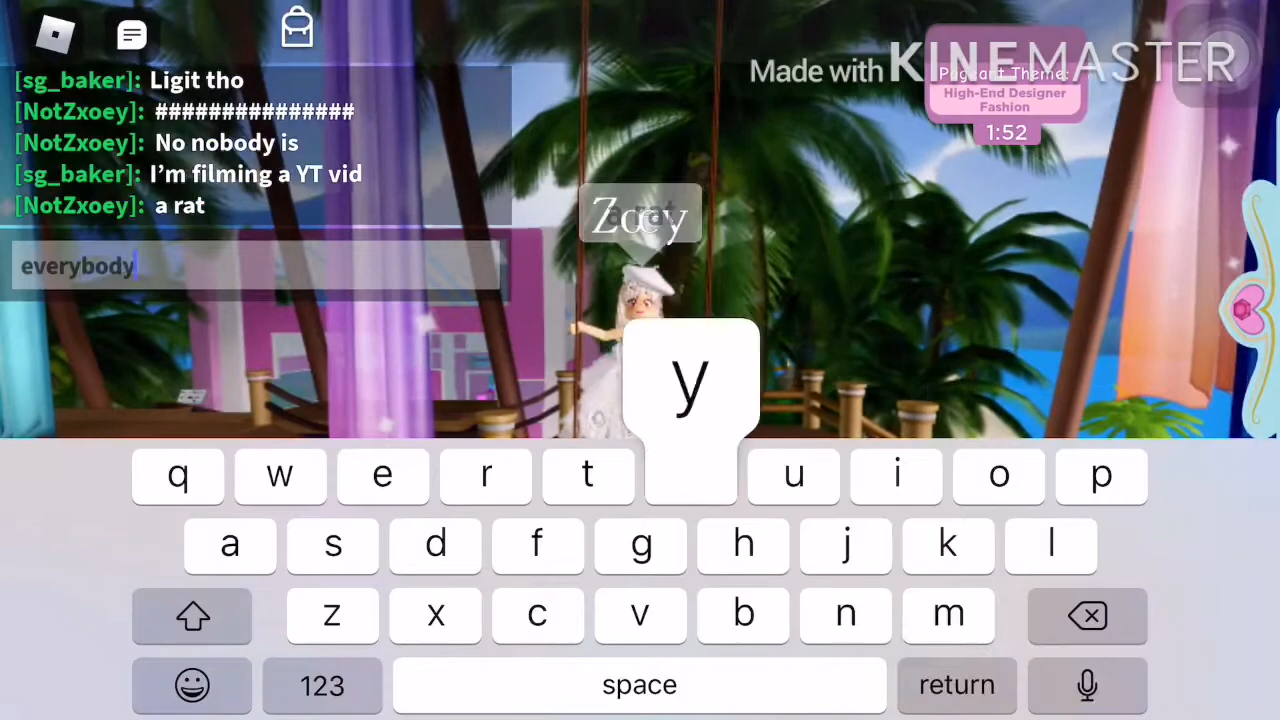 Made with KINEMASTER
[sg_baker]: Ligit tho
Pageant Theme:
[NotZxoey]: ###############
High-End Designer
Fashion
1:52
[NotZxoey]: No nobody is
[sg_baker]: I'm filming a YT vid
[NotZxoey]: a rat
a rat
Zoey
everybody
y
q w e r t u i o p
a s d f g h j k l
z x c v b n m
123 space return